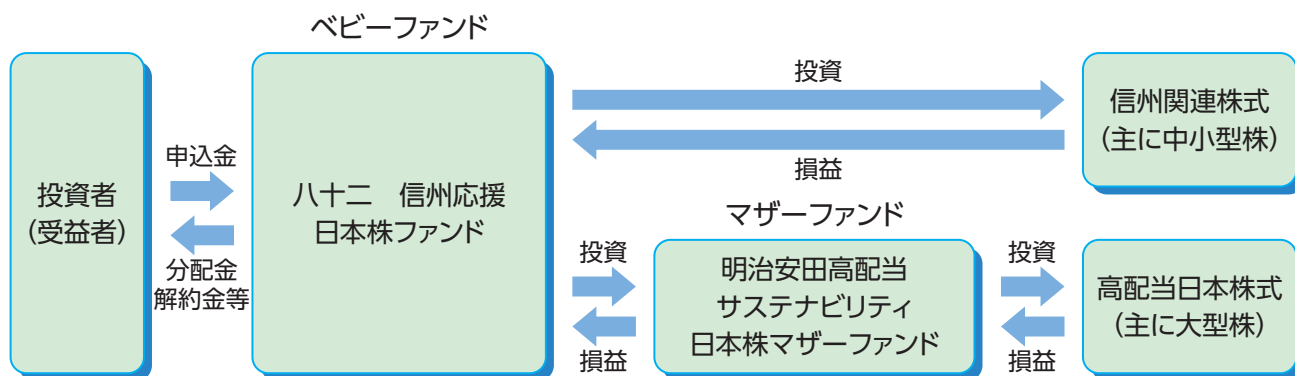 ベビーファンド
投資者
(受益者)
申込金
分配金
解約金等
八十二　信州応援
日本株ファンド
投資
損益
信州関連株式
(主に中小型株)
マザーファンド
投資
損益
明治安田高配当
サステナビリティ
日本株マザーファンド
投資
損益
高配当日本株式
(主に大型株)